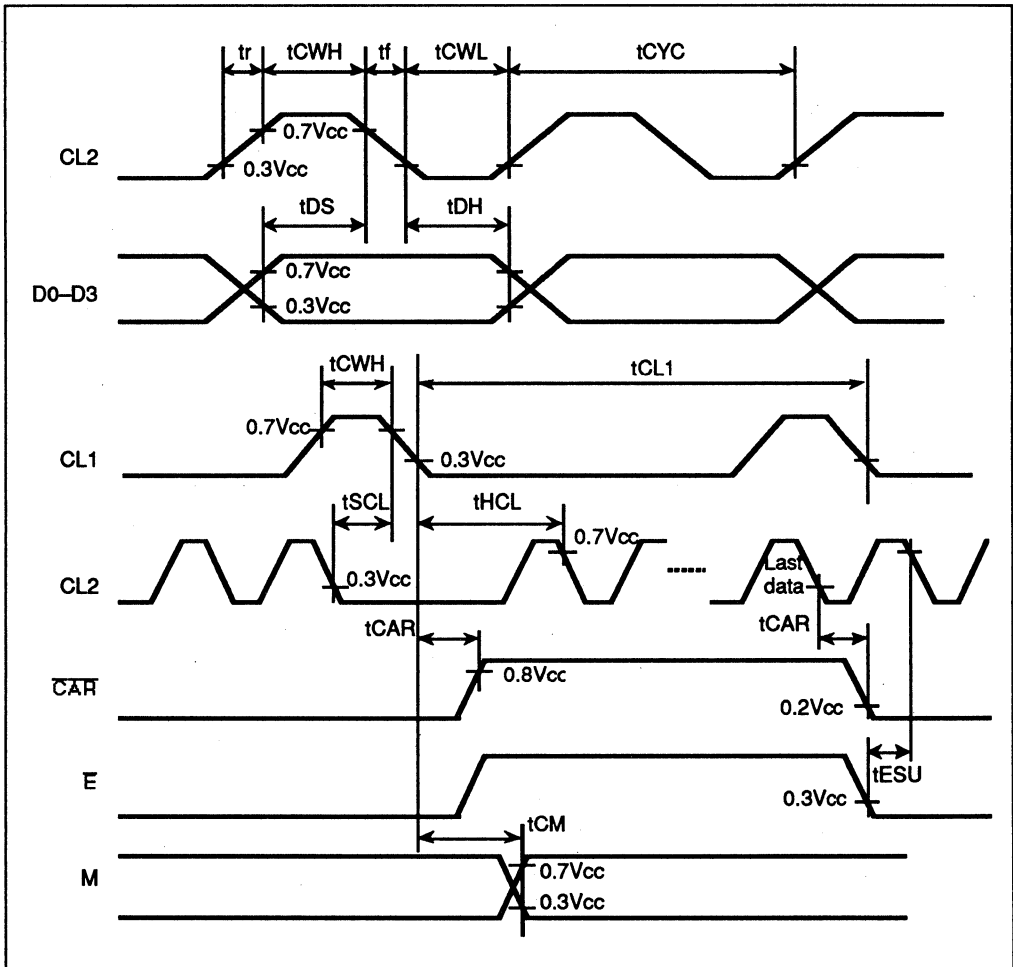 tr tCWH tf tCWL tCYC
0.7Vcc
CL2
0.3Vcc
tDS tDH
0.7Vcc
D0–D3
0.3Vcc
tCWH tCL1
0.7Vcc
CL1 0.3Vcc
tSCL tHCL
0.7Vcc
CL2 0.3Vcc Last
data
tCAR tCAR
CAR 0.8Vcc
0.2Vcc
E tESU
0.3Vcc
tCM
M 0.7Vcc
0.3Vcc